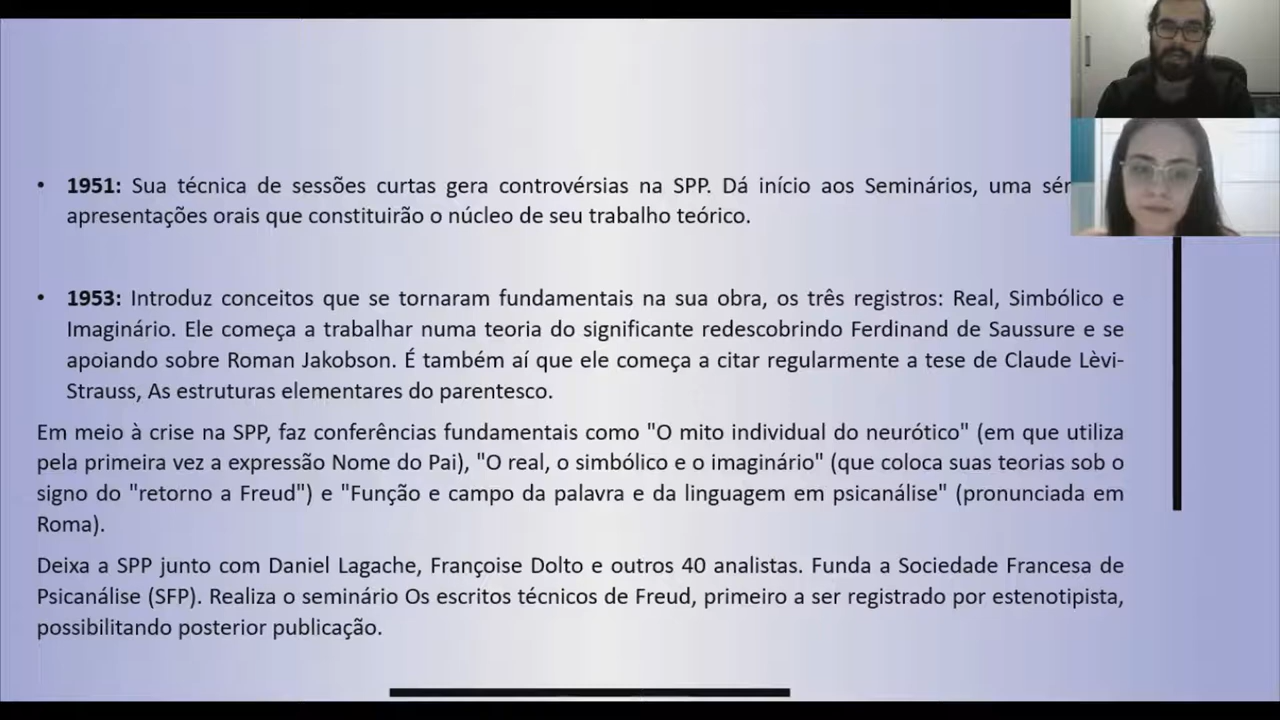 • 1951: Sua técnica de sessões curtas gera controvérsias na SPP. Dá início aos Seminários, uma
apresentações orais que constituirão o núcleo de seu trabalho teórico.
• 1953: Introduz conceitos que se tornaram fundamentais na sua obra, os três registros: Real, Simbólico e
Imaginário. Ele começa a trabalhar numa teoria do significante redescobrindo Ferdinand de Saussure e se
apoiando sobre Roman Jakobson. É também aí que ele começa a citar regularmente a tese de Claude Lèvi-
Strauss, As estruturas elementares do parentesco.
Em meio à crise na SPP, faz conferências fundamentais como "O mito individual do neurótico" (em que utiliza
pela primeira vez a expressão Nome do Pai), "O real, o simbólico e o imaginário" (que coloca suas teorias sob o
signo do "retorno a Freud") e "Função e campo da palavra e da linguagem em psicanálise" (pronunciada em
Roma).
Deixa a SPP junto com Daniel Lagache, Françoise Dolto e outros 40 analistas. Funda a Sociedade Francesa de
Psicanálise (SFP). Realiza o seminário Os escritos técnicos de Freud, primeiro a ser registrado por estenotipista,
possibilitando posterior publicação.